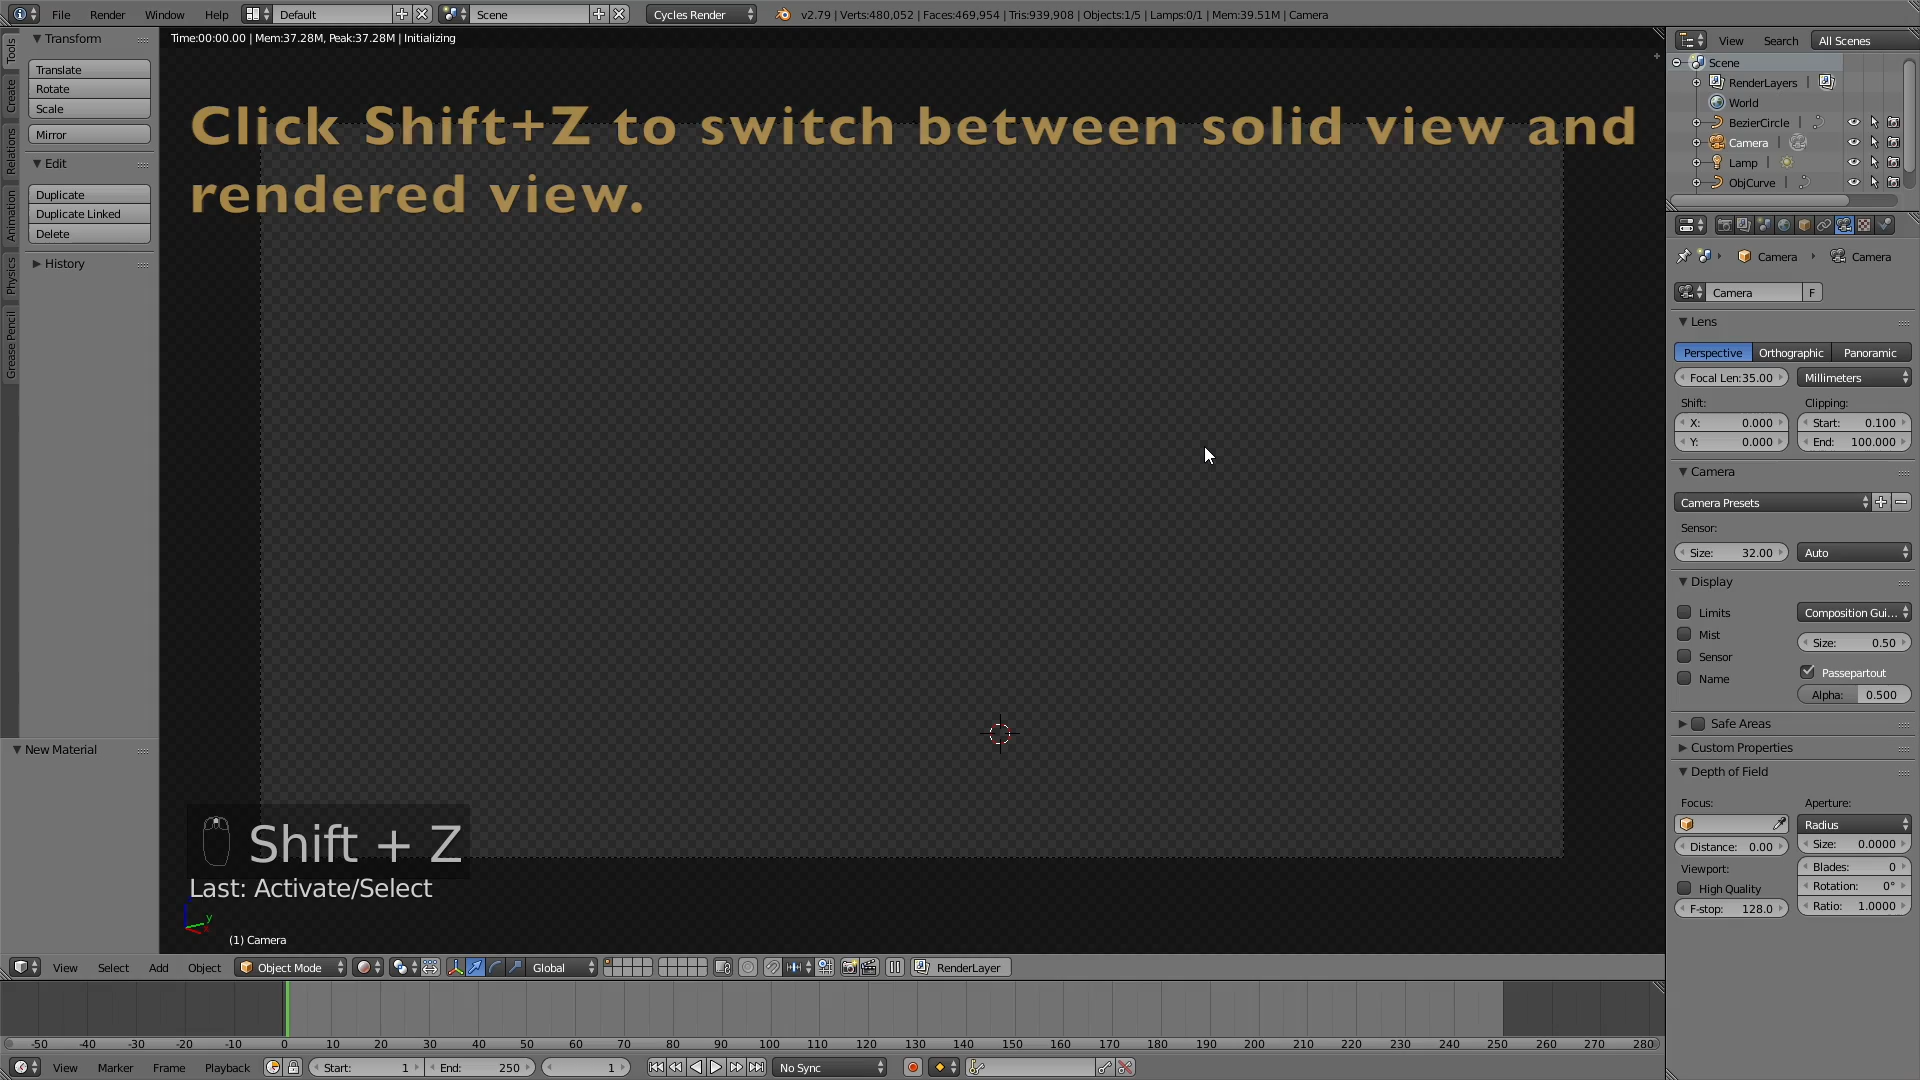 File Render Window Help Default Scene Cycles Render v2.79 | Verts:480,052 | Faces:469,954 | Tris:939,908 | Objects:1/5 | Lamps:0/1 | Mem:39.51M | Camera
Time:00:00.00 | Mem:37.28M, Peak:37.28M | Initializing
Click Shift+Z to switch between solid view and
rendered view.
Tools
Create
Relations
Animation
Physics
Grease Pencil
Transform
Translate
Rotate
Scale
Mirror
Edit
Duplicate
Duplicate Linked
Delete
History
New Material
Shift + Z
Last: Activate/Select
y
(1) Camera
View Search All Scenes
Scene
RenderLayers
World
BezierCircle
Camera
Lamp
ObjCurve
Camera Camera
Camera F
Lens
Perspective Orthographic Panoramic
Focal Len:35.00 Millimeters
Shift: Clipping:
X: 0.000 Start: 0.100
Y: 0.000 End: 100.000
Camera
Camera Presets
Sensor:
Size: 32.00 Auto
Display
Limits Composition Gui...
Mist Size: 0.50
Sensor Passepartout
Name Alpha: 0.500
Safe Areas
Custom Properties
Depth of Field
Focus: Aperture:
Radius
Distance: 0.00 Size: 0.0000
Viewport: Blades: 0
High Quality Rotation: 0°
F-stop: 128.0 Ratio: 1.0000
View Select Add Object Object Mode Global RenderLayer
-50 -40 -30 -20 -10 0 10 20 30 40 50 60 70 80 90 100 110 120 130 140 150 160 170 180 190 200 210 220 230 240 250 260 270 280
View Marker Frame Playback Start: 1 End: 250 1 No Sync